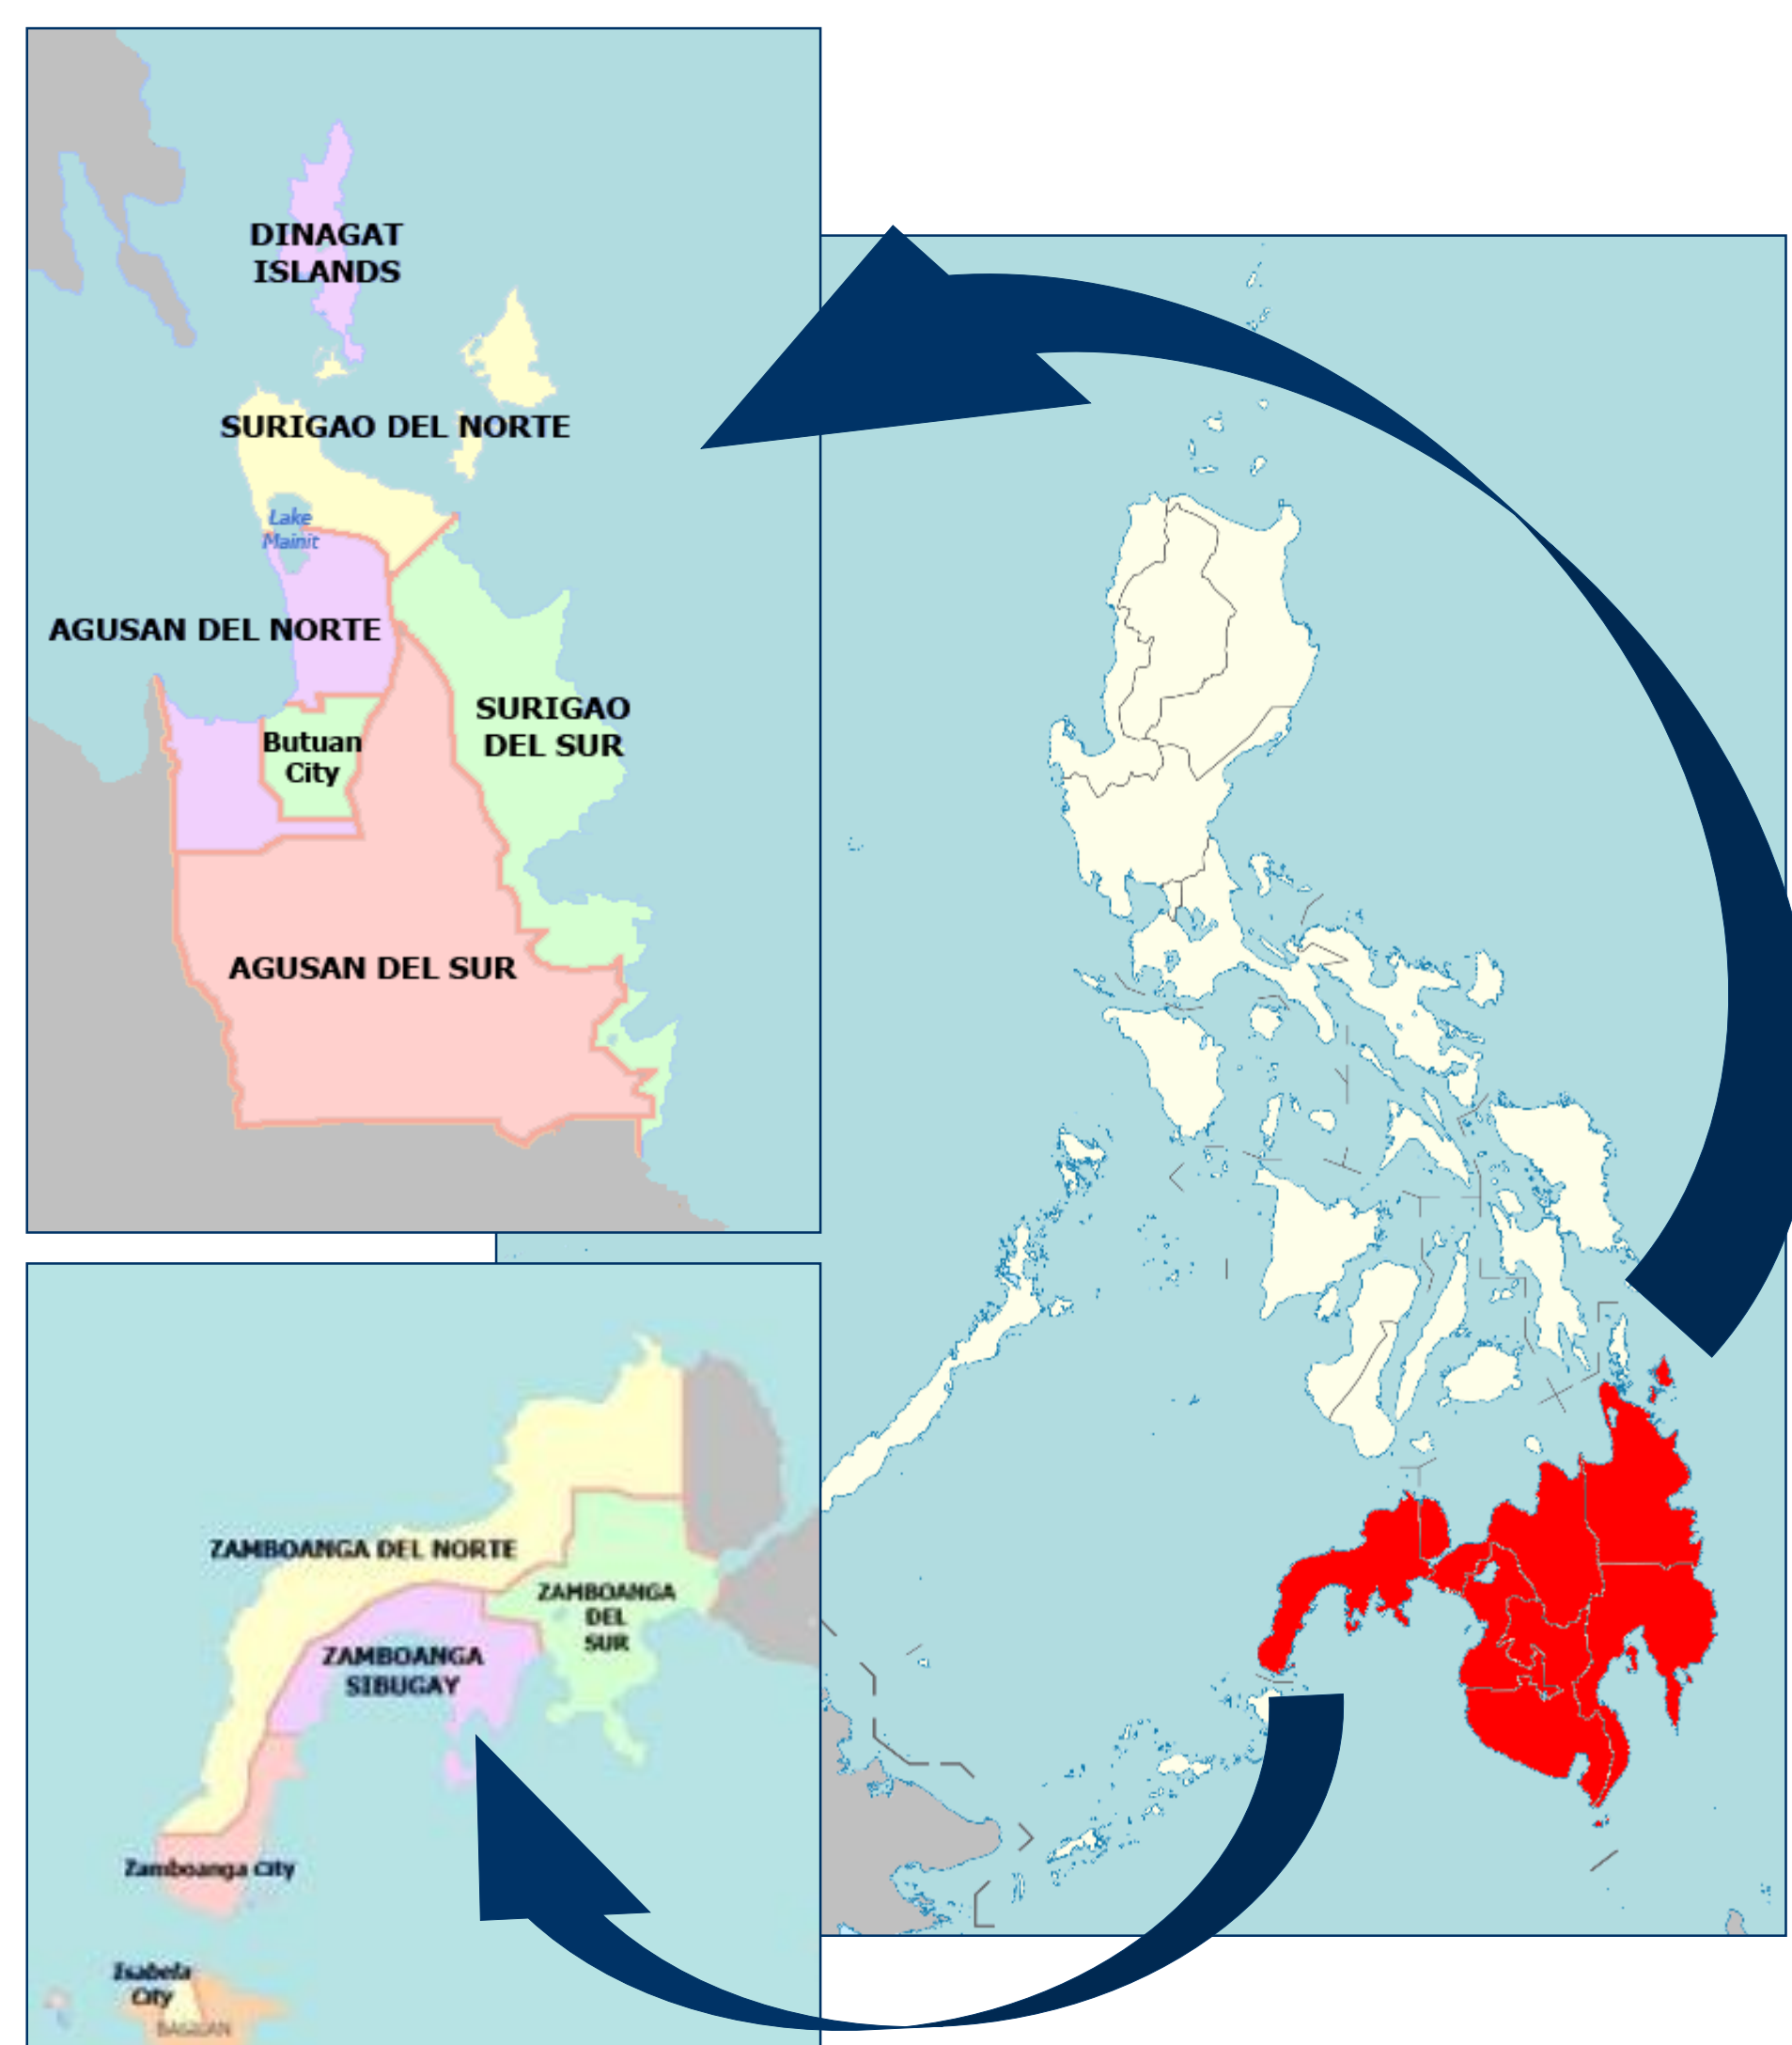 DINAGAT
ISLANDS
SURIGAO DEL NORTE
Lake
Mainit
AGUSAN DEL NORTE
SURIGAO
DEL SUR
Butuan
City
AGUSAN DEL SUR
ZAMBOANGA DEL NORTE
ZAMBOANGA
DEL
SUR
ZAMBOANGA
SIBUGAY
Zamboanga City
Isabela
City
BASILAN